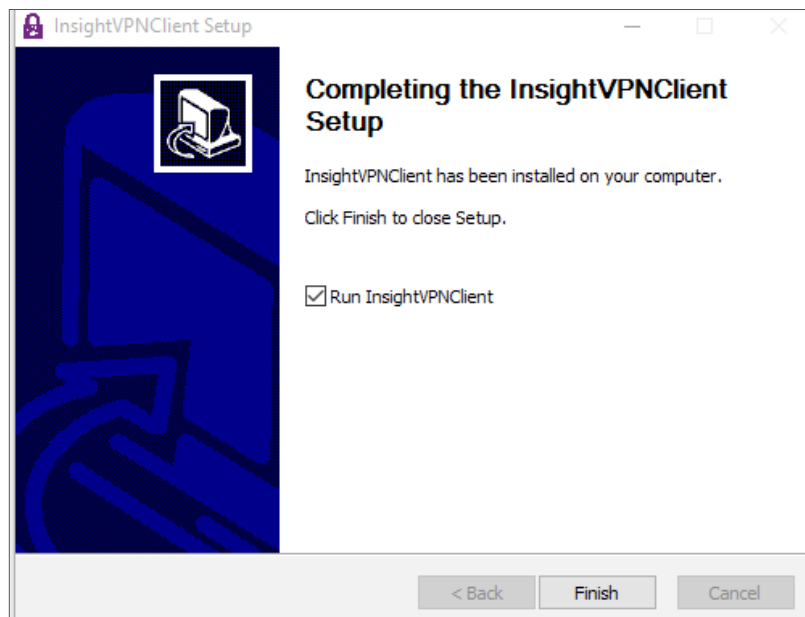 InsightVPNClient Setup
Completing the InsightVPNClient
Setup
InsightVPNClient has been installed on your computer.
Click Finish to close Setup.
Run InsightVPNClient
< Back
Finish
Cancel